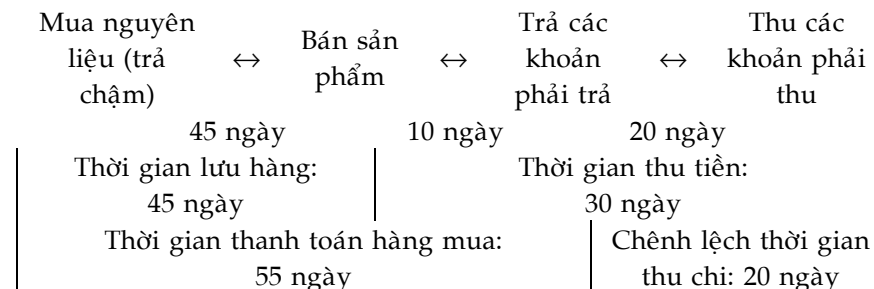 Mua nguyên
liệu (trả
chậm)
↔
Bán sản
phẩm
↔
Trả các
khoản
phải trả
↔
Thu các
khoản phải
thu
45 ngày
10 ngày
20 ngày
Thời gian lưu hàng:
45 ngày
Thời gian thu tiền:
30 ngày
Thời gian thanh toán hàng mua:
55 ngày
Chênh lệch thời gian
thu chi: 20 ngày